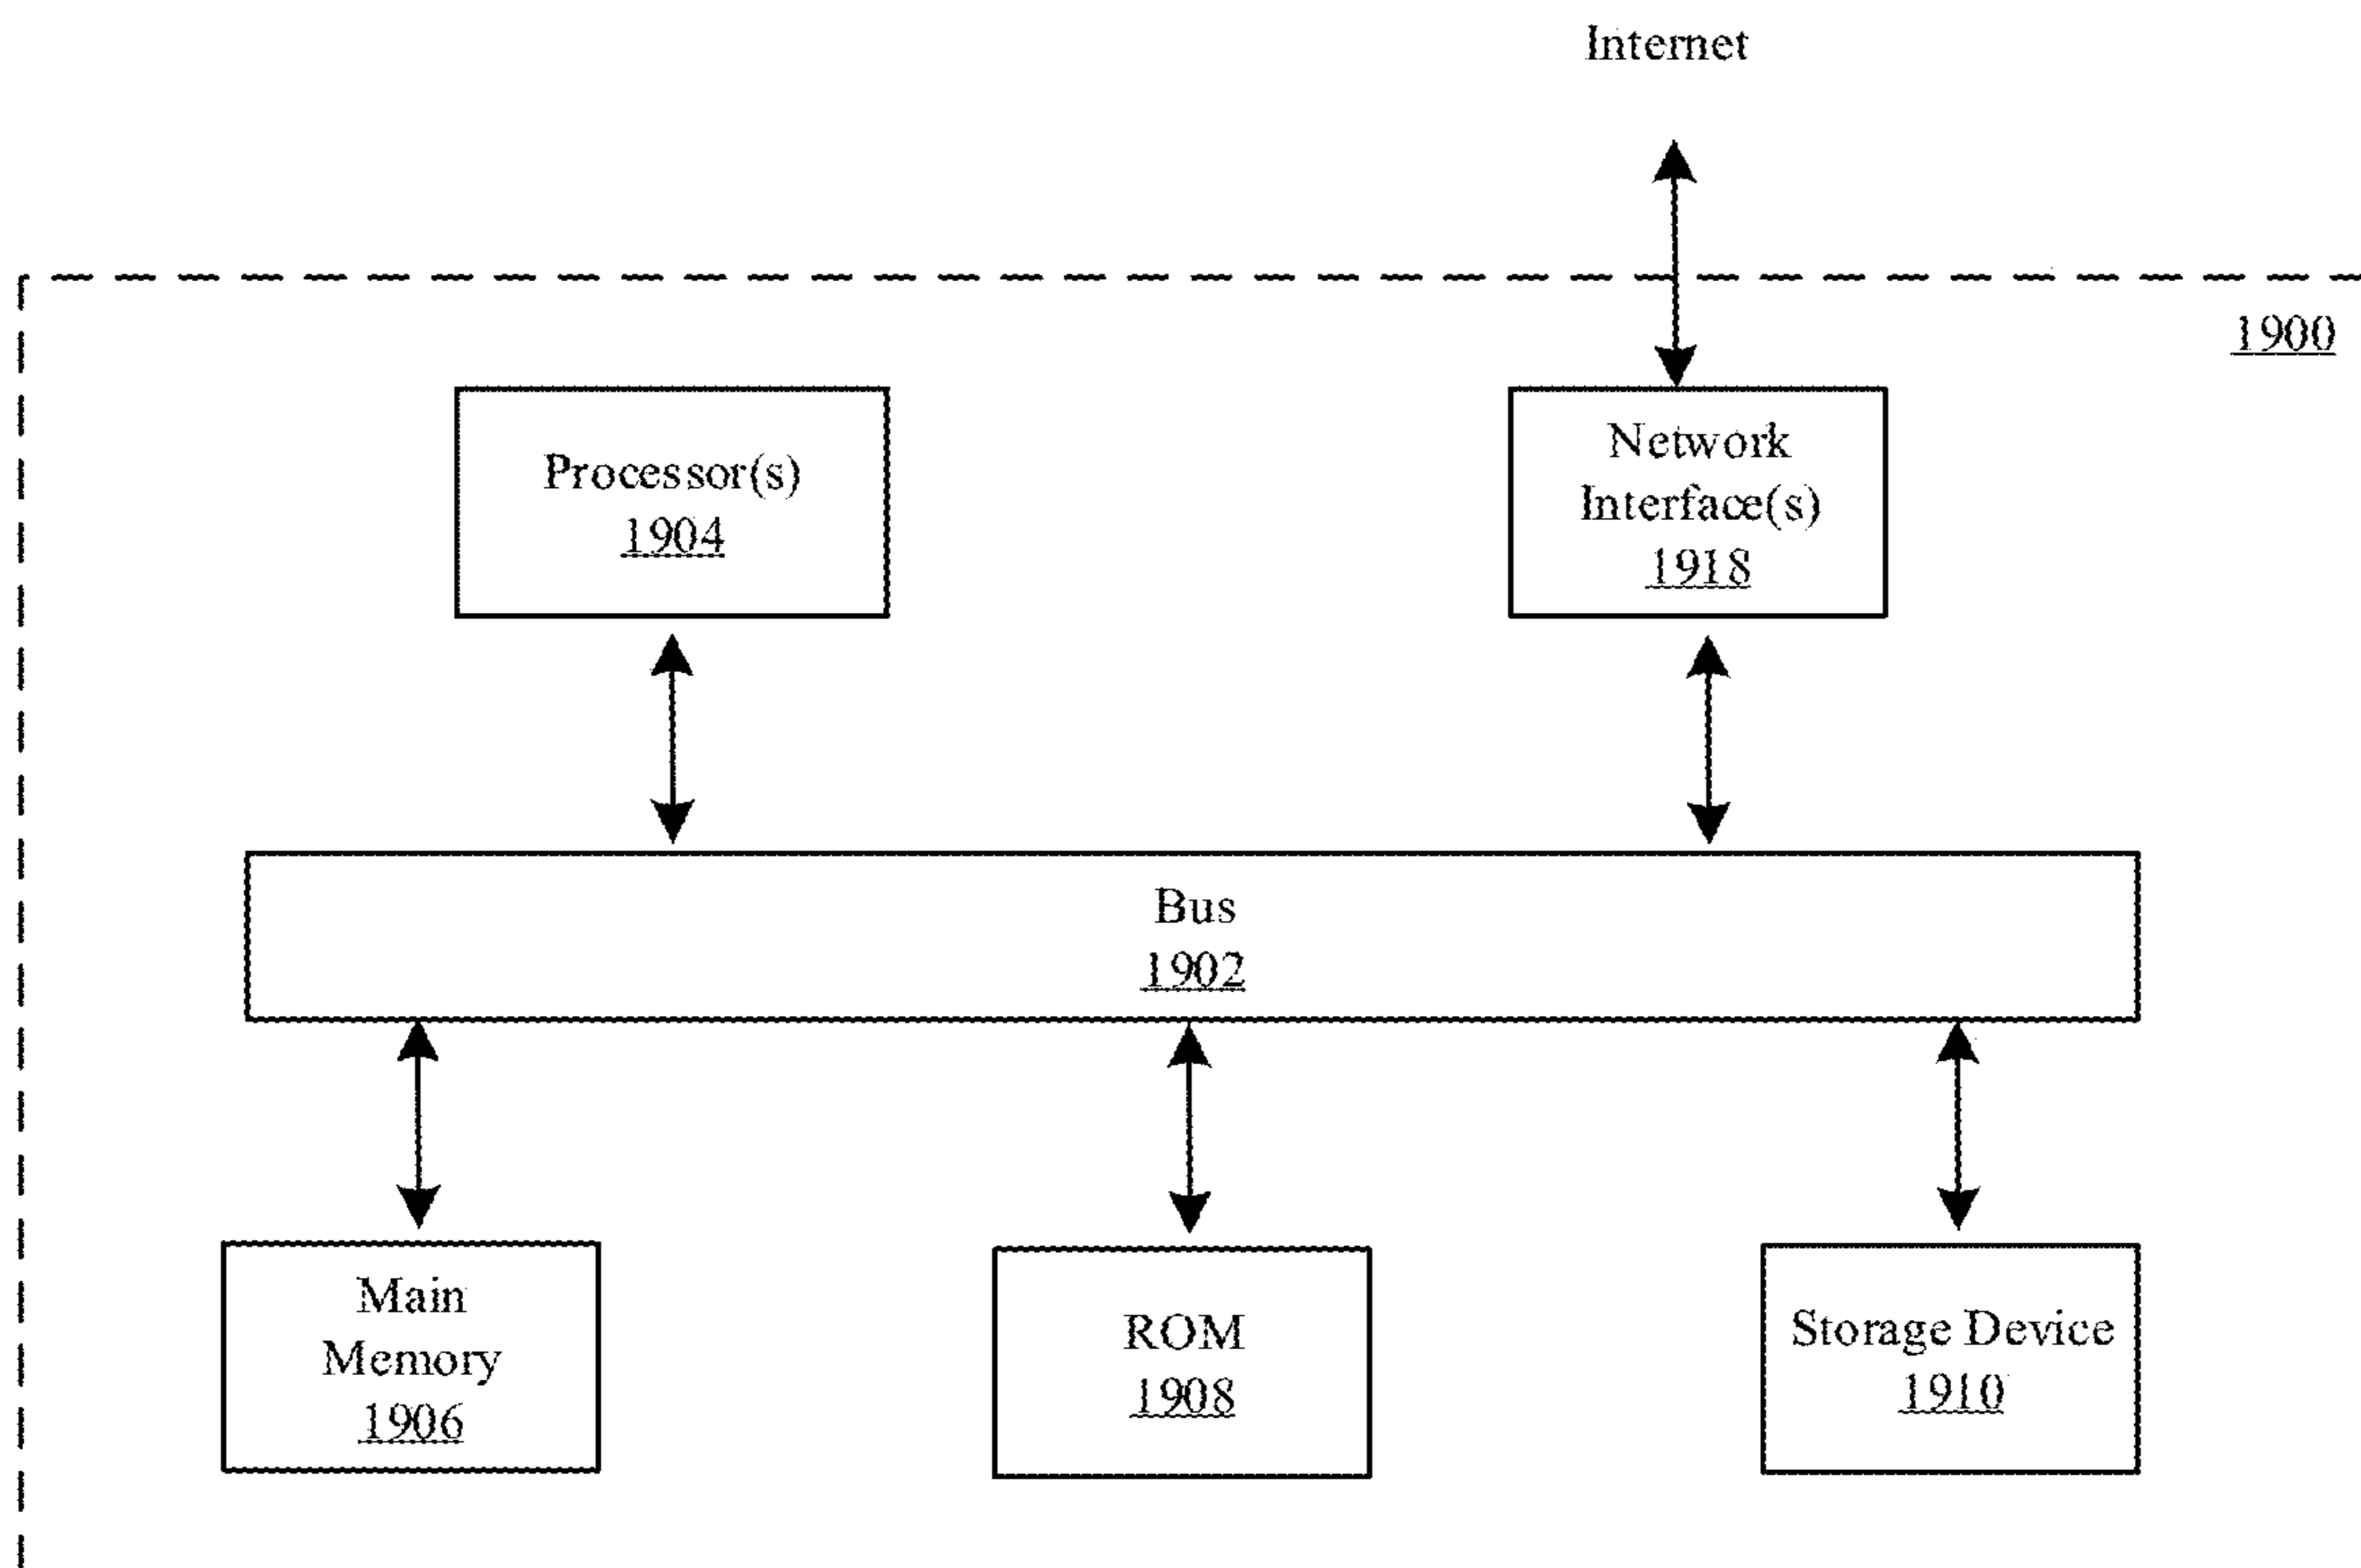 Internet
1900
Processor(s)
1904
Network
Interface(s)
1918
Bus
1902
Main
Memory
1906
ROM
1908
Storage Device
1910